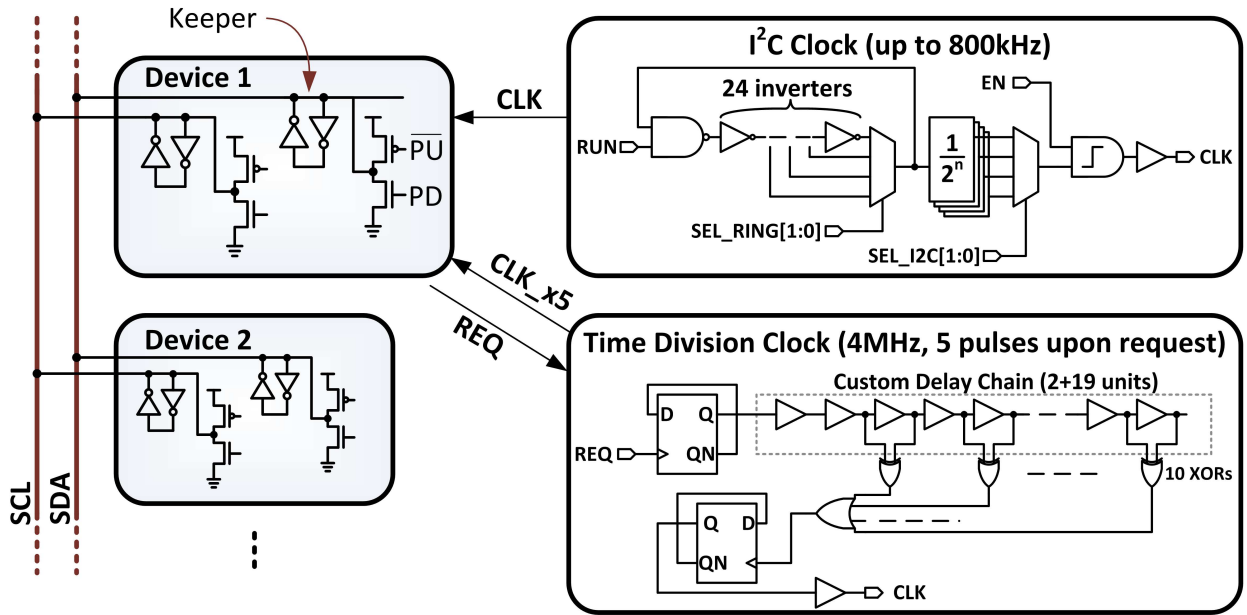 Keeper
Device 1
PU
PD
SCL
SDA
Device 2
CLK
CLK_x5
REQ
I²C Clock (up to 800kHz)
24 inverters
EN
RUN
1
2ⁿ
CLK
SEL_RING[1:0]
SEL_I2C[1:0]
Time Division Clock (4MHz, 5 pulses upon request)
Custom Delay Chain (2+19 units)
D Q
REQ
QN
10 XORs
Q D
QN
CLK